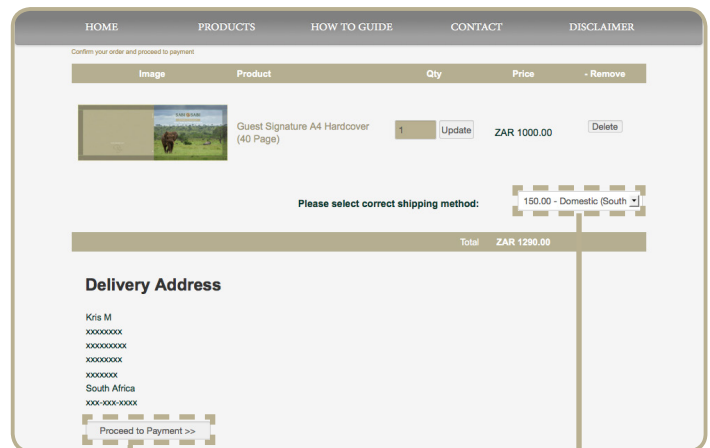 HOME PRODUCTS HOW TO GUIDE CONTACT DISCLAIMER
Confirm your order and proceed to payment
Image Product Qty Price - Remove
Guest Signature A4 Hardcover
(40 Page)
1 Update ZAR 1000.00 Delete
Please select correct shipping method: 150.00 - Domestic (South
Total ZAR 1290.00
Delivery Address
Kris M
xxxxxxxx
xxxxxxxxx
xxxxxxxx
xxxxxxx
South Africa
xxx-xxx-xxxx
Proceed to Payment >>